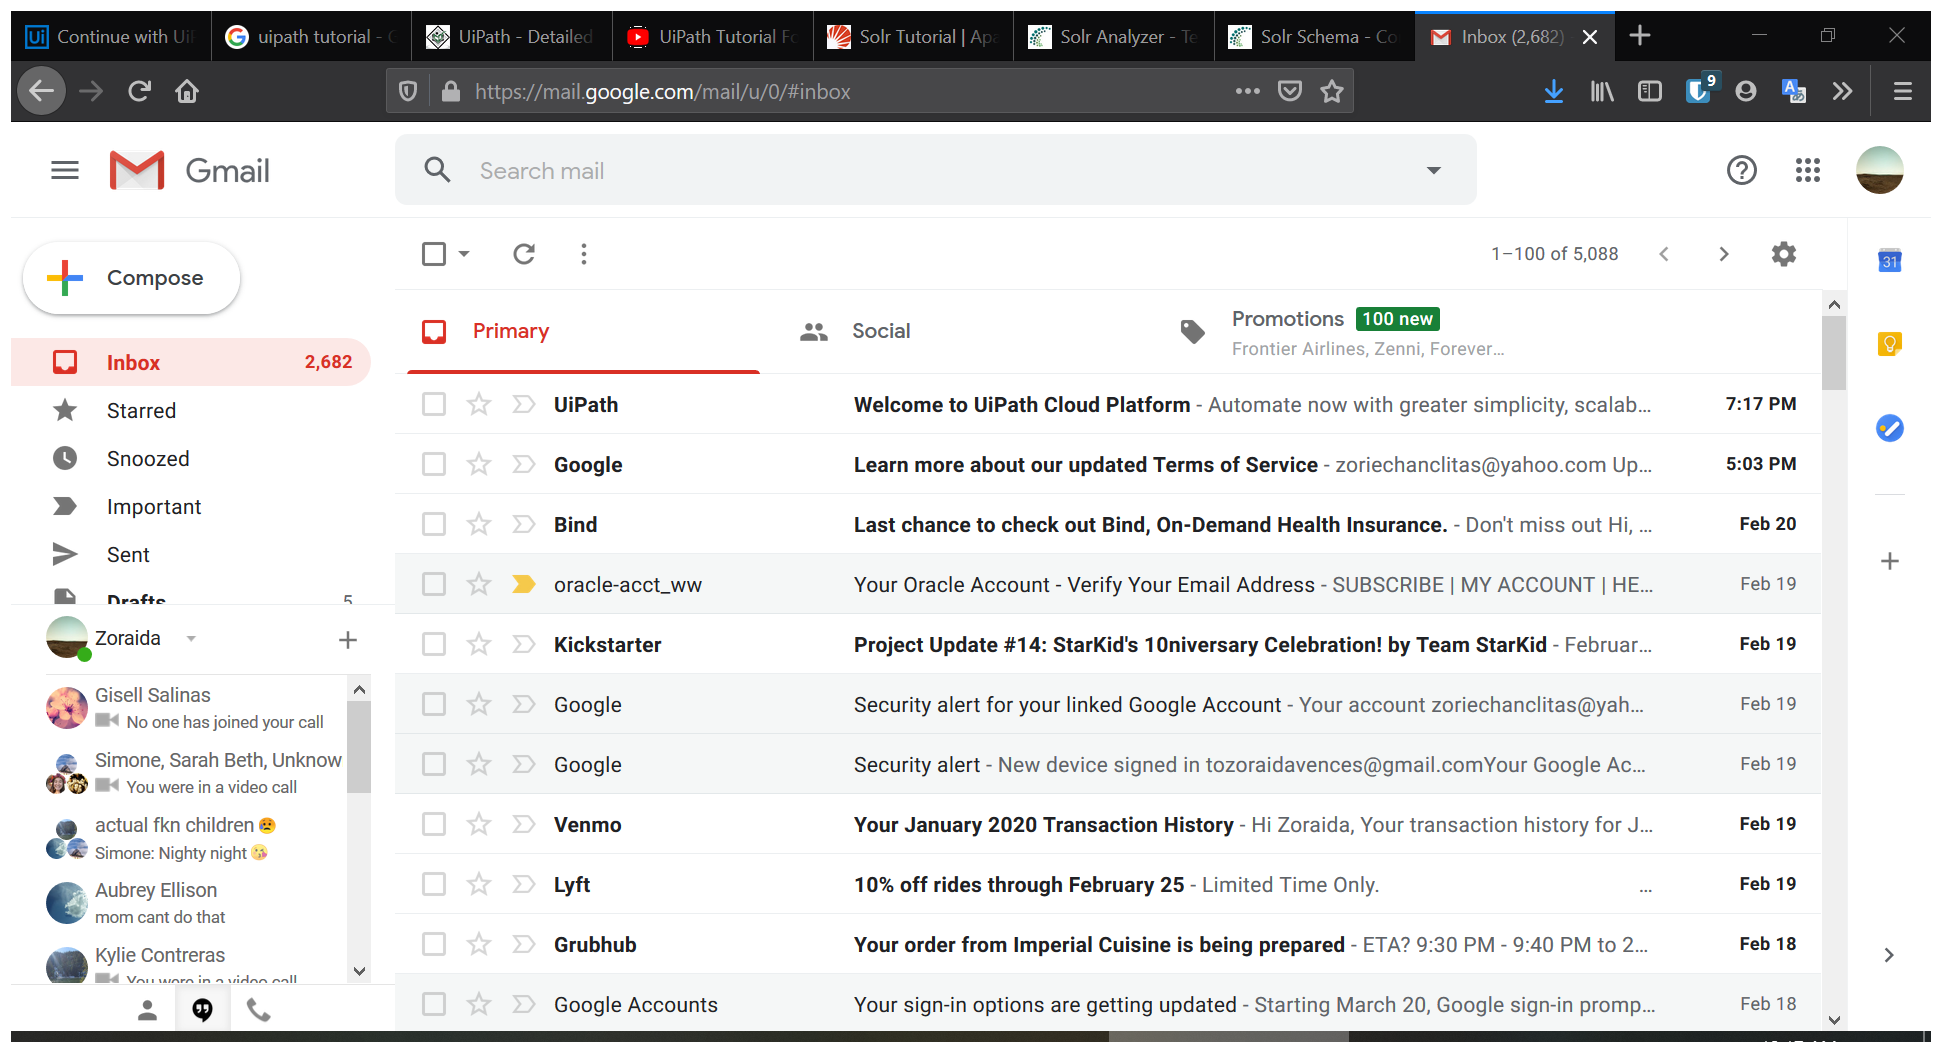 Continue with Ui
uipath tutorial -
UiPath - Detailed
UiPath Tutorial Fo
Solr Tutorial | Apa
Solr Analyzer - Te
Solr Schema - Co
Inbox (2,682)
https://mail.google.com/mail/u/0/#inbox
9
Gmail
Search mail
Compose
1–100 of 5,088
31
Primary
Social
Promotions 100 new
Frontier Airlines, Zenni, Forever...
Inbox 2,682
Starred
Snoozed
Important
Sent
Drafts 5
Zoraida
Gisell Salinas
No one has joined your call
Simone, Sarah Beth, Unknow
You were in a video call
actual fkn children 😥
Simone: Nighty night 😘
Aubrey Ellison
mom cant do that
Kylie Contreras
You were in a video call
UiPath Welcome to UiPath Cloud Platform - Automate now with greater simplicity, scalab... 7:17 PM
Google Learn more about our updated Terms of Service - zoriechanclitas@yahoo.com Up... 5:03 PM
Bind Last chance to check out Bind, On-Demand Health Insurance. - Don't miss out Hi, ... Feb 20
oracle-acct_ww Your Oracle Account - Verify Your Email Address - SUBSCRIBE | MY ACCOUNT | HE... Feb 19
Kickstarter Project Update #14: StarKid's 10niversary Celebration! by Team StarKid - Februar... Feb 19
Google Security alert for your linked Google Account - Your account zoriechanclitas@yah... Feb 19
Google Security alert - New device signed in tozoraidavences@gmail.comYour Google Ac... Feb 19
Venmo Your January 2020 Transaction History - Hi Zoraida, Your transaction history for J... Feb 19
Lyft 10% off rides through February 25 - Limited Time Only. ... Feb 19
Grubhub Your order from Imperial Cuisine is being prepared - ETA? 9:30 PM - 9:40 PM to 2... Feb 18
Google Accounts Your sign-in options are getting updated - Starting March 20, Google sign-in promp... Feb 18